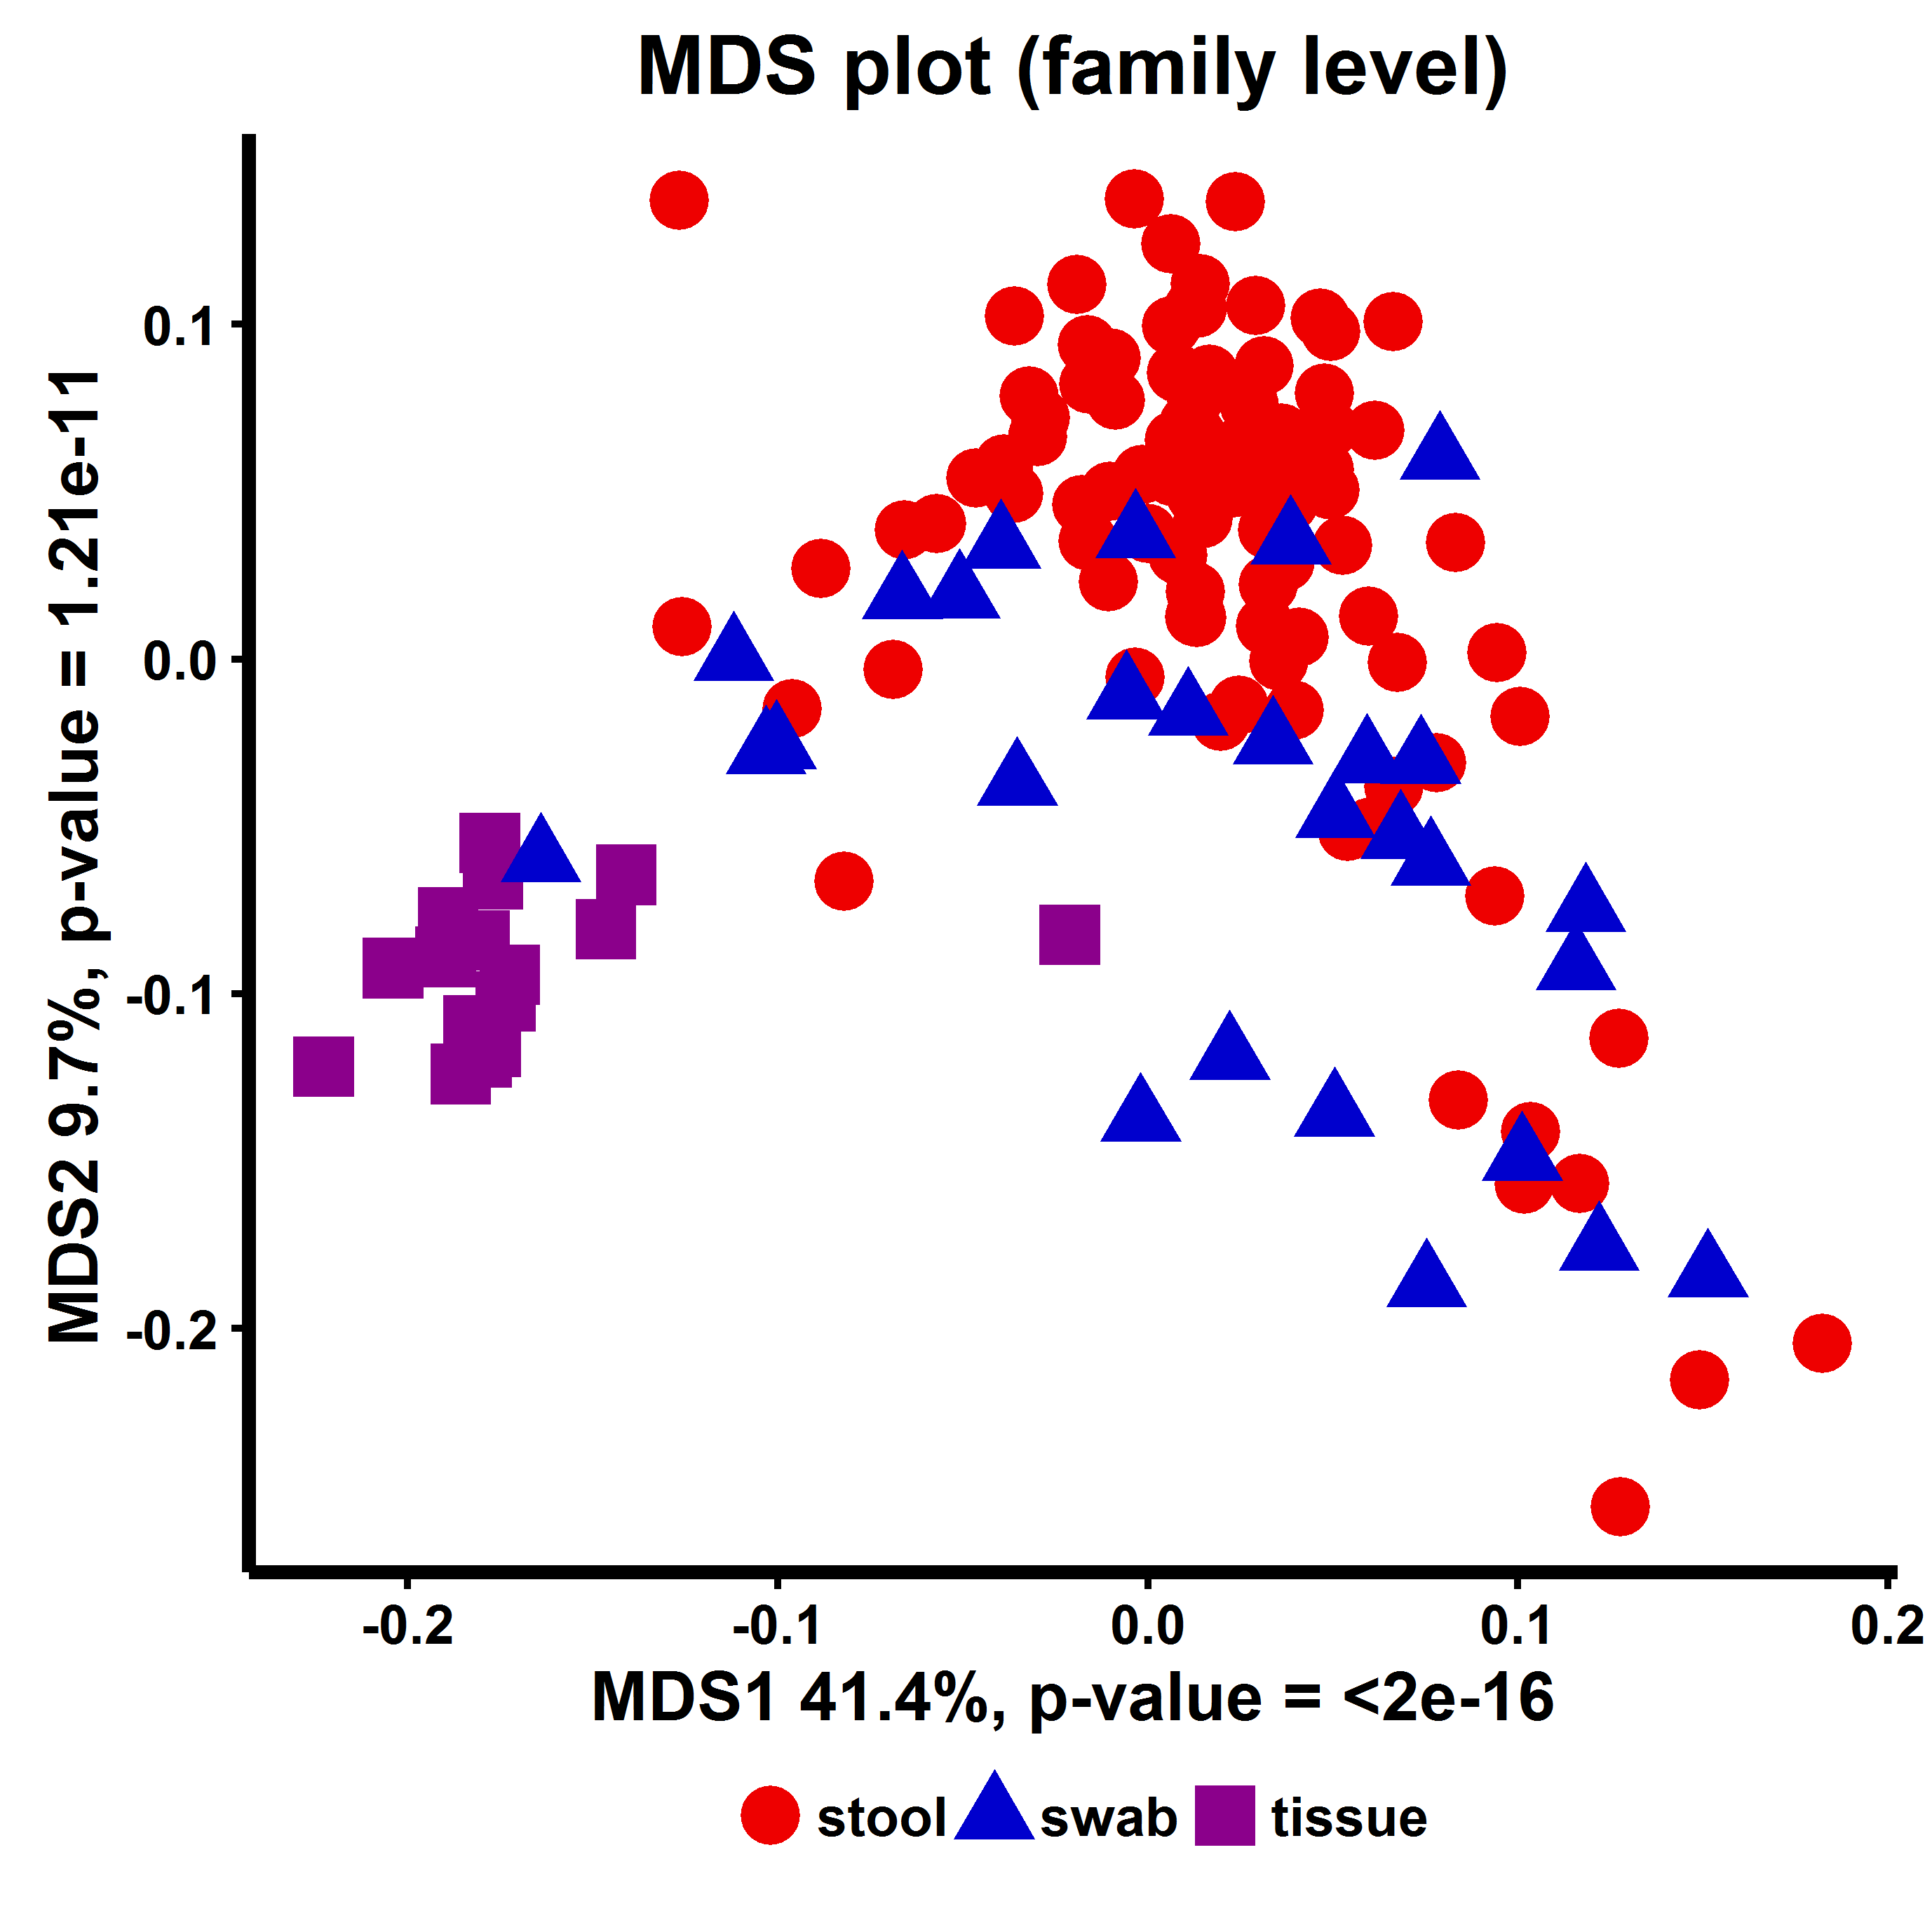 MDS plot (family level)
MDS2 9.7%, p-value = 1.21e-11
0.1
0.0
-0.1
-0.2
-0.2 -0.1 0.0 0.1 0.2
MDS1 41.4%, p-value = <2e-16
stool swab tissue